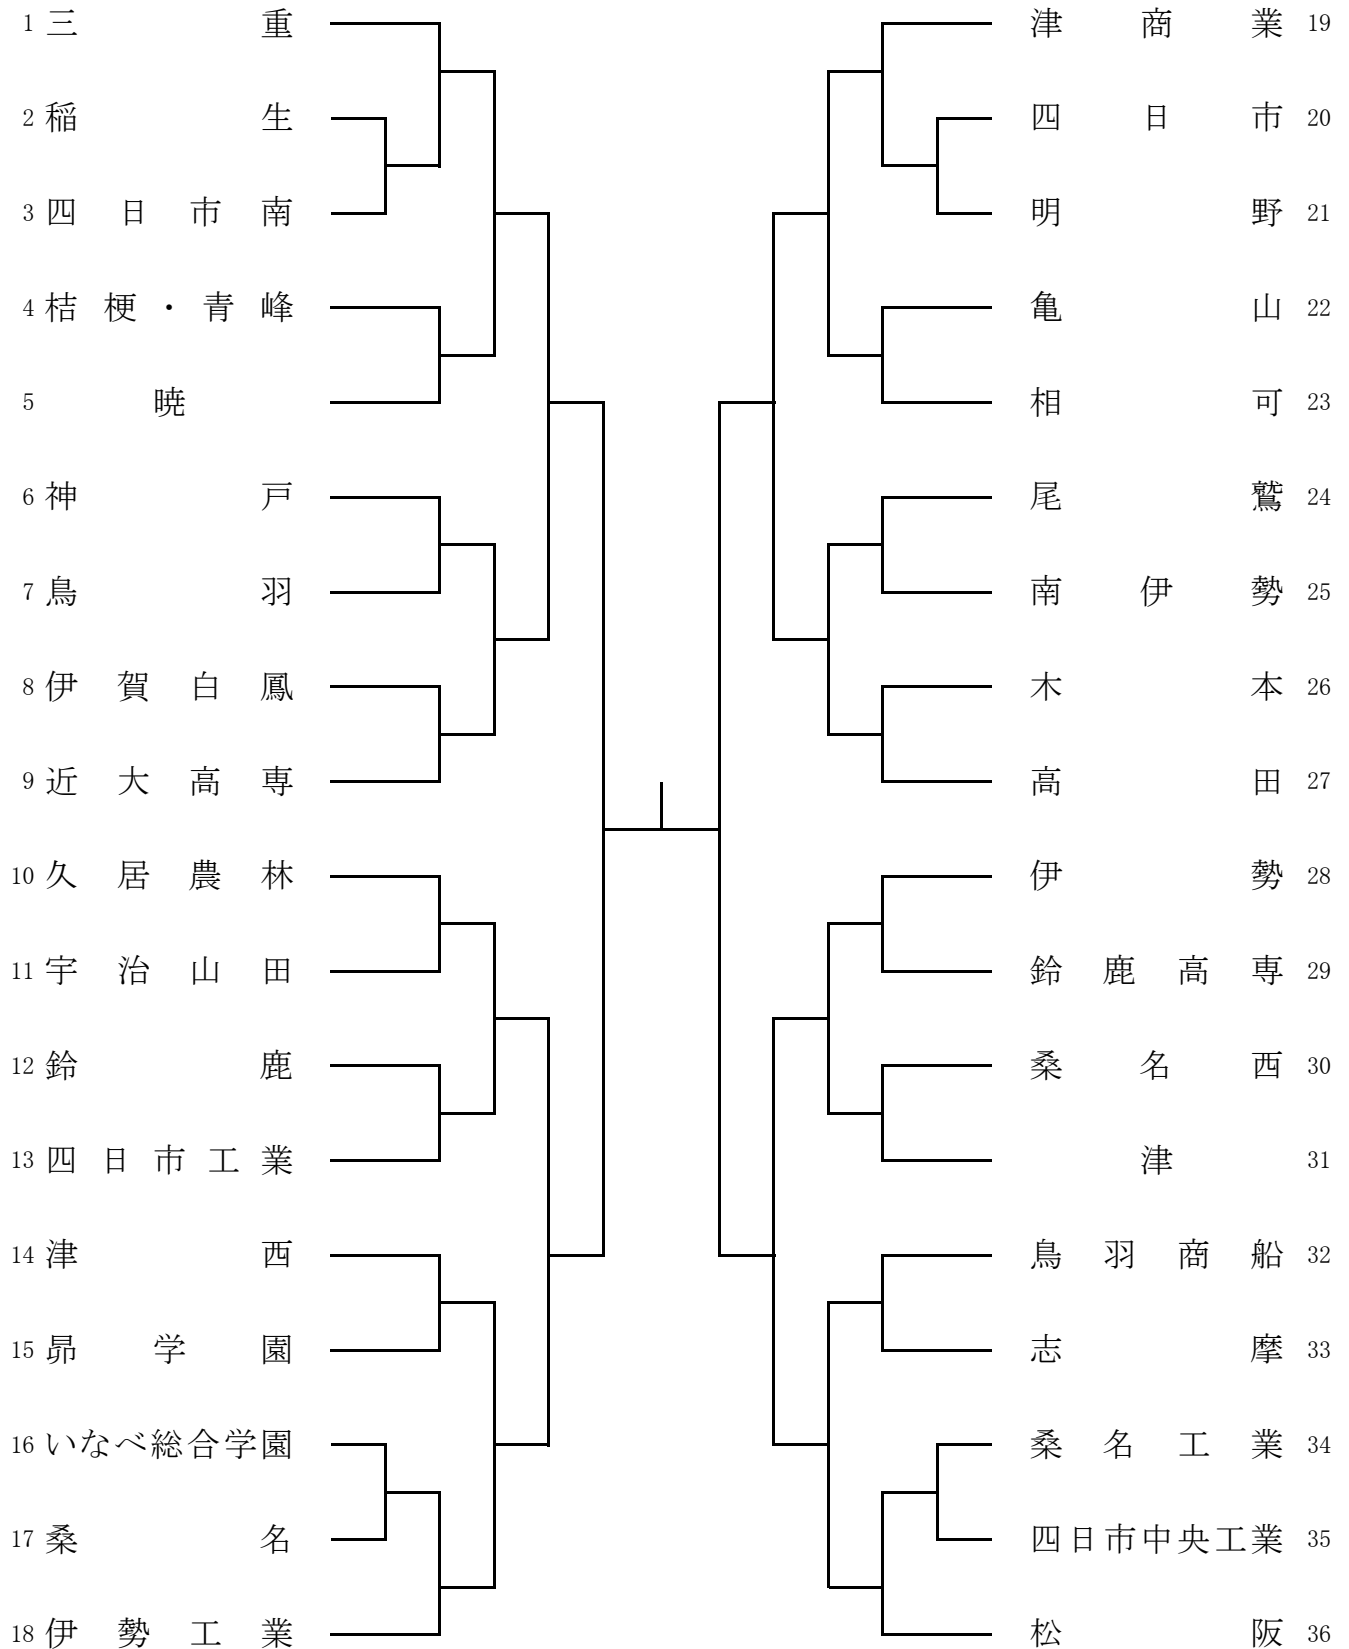 1 三重
2 稲生
3 四日市南
4 桔梗・青峰
5 暁
6 神戸
7 鳥羽
8 伊賀白鳳
9 近大高専
10 久居農林
11 宇治山田
12 鈴鹿
13 四日市工業
14 津西
15 昴学園
16 いなべ総合学園
17 桑名
18 伊勢工業
津商業 19
四日市 20
明野 21
亀山 22
相可 23
尾鷲 24
南伊勢 25
木本 26
高田 27
伊勢 28
鈴鹿高専 29
桑名西 30
津 31
鳥羽商船 32
志摩 33
桑名工業 34
四日市中央工業 35
松阪 36